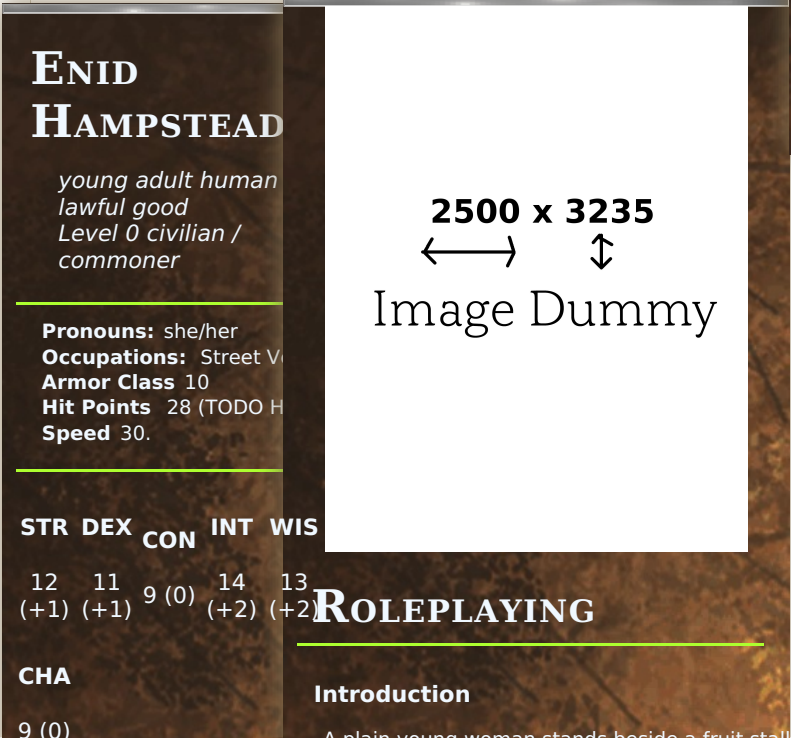 Enid
Hampstead
young adult human
lawful good
Level 0 civilian /
commoner
Pronouns: she/her
Occupations: Street
Armor Class 10
Hit Points 28 (TODO H
Speed 30.
STR DEX CON INT WIS
12 11 9 (0) 14 13
(+1) (+1) (+2) (+2)
CHA
9 (0)
2500 x 3235
Image Dummy
Roleplaying
Introduction
A plain young woman stands beside a fruit stall